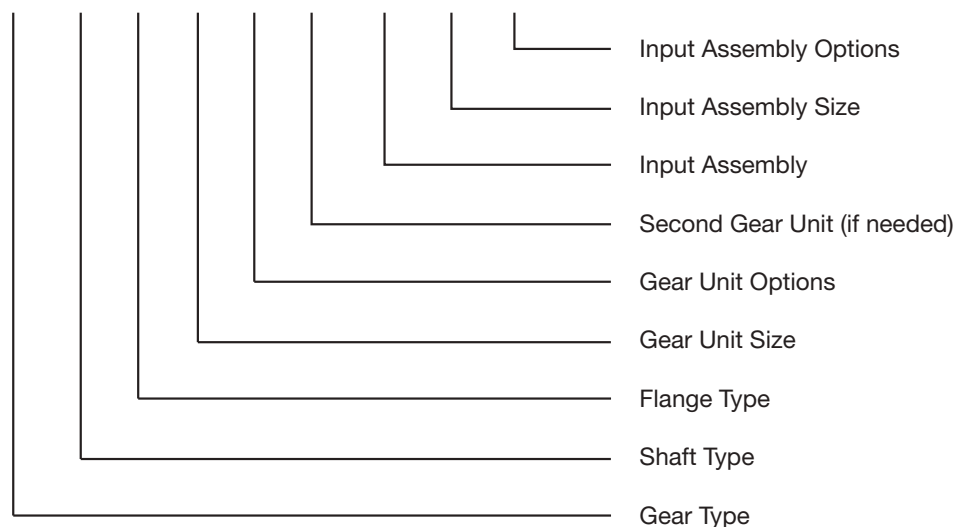 Input Assembly Options
Input Assembly Size
Input Assembly
Second Gear Unit (if needed)
Gear Unit Options
Gear Unit Size
Flange Type
Shaft Type
Gear Type